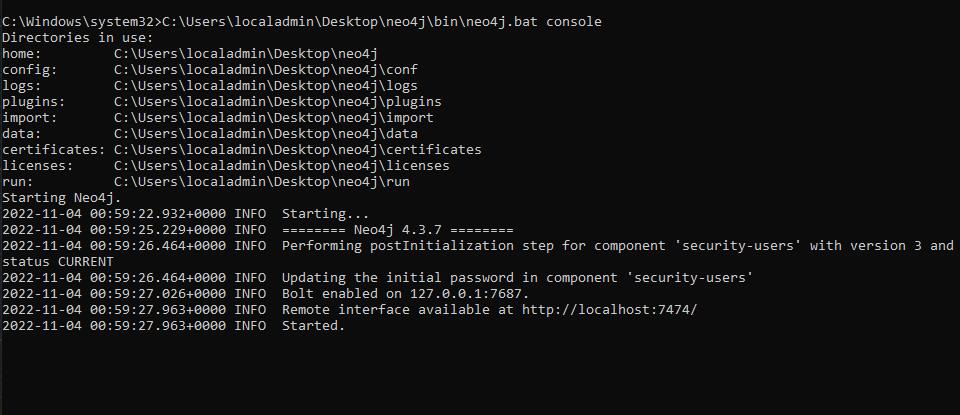 C:\Windows\system32>C:\Users\localadmin\Desktop\neo4j\bin\neo4j.bat console
Directories in use:
home:         C:\Users\localadmin\Desktop\neo4j
config:       C:\Users\localadmin\Desktop\neo4j\conf
logs:         C:\Users\localadmin\Desktop\neo4j\logs
plugins:      C:\Users\localadmin\Desktop\neo4j\plugins
import:       C:\Users\localadmin\Desktop\neo4j\import
data:         C:\Users\localadmin\Desktop\neo4j\data
certificates: C:\Users\localadmin\Desktop\neo4j\certificates
licenses:     C:\Users\localadmin\Desktop\neo4j\licenses
run:          C:\Users\localadmin\Desktop\neo4j\run
Starting Neo4j.
2022-11-04 00:59:22.932+0000 INFO  Starting...
2022-11-04 00:59:25.229+0000 INFO  ======== Neo4j 4.3.7 ========
2022-11-04 00:59:26.464+0000 INFO  Performing postInitialization step for component 'security-users' with version 3 and
status CURRENT
2022-11-04 00:59:26.464+0000 INFO  Updating the initial password in component 'security-users'
2022-11-04 00:59:27.026+0000 INFO  Bolt enabled on 127.0.0.1:7687.
2022-11-04 00:59:27.963+0000 INFO  Remote interface available at http://localhost:7474/
2022-11-04 00:59:27.963+0000 INFO  Started.